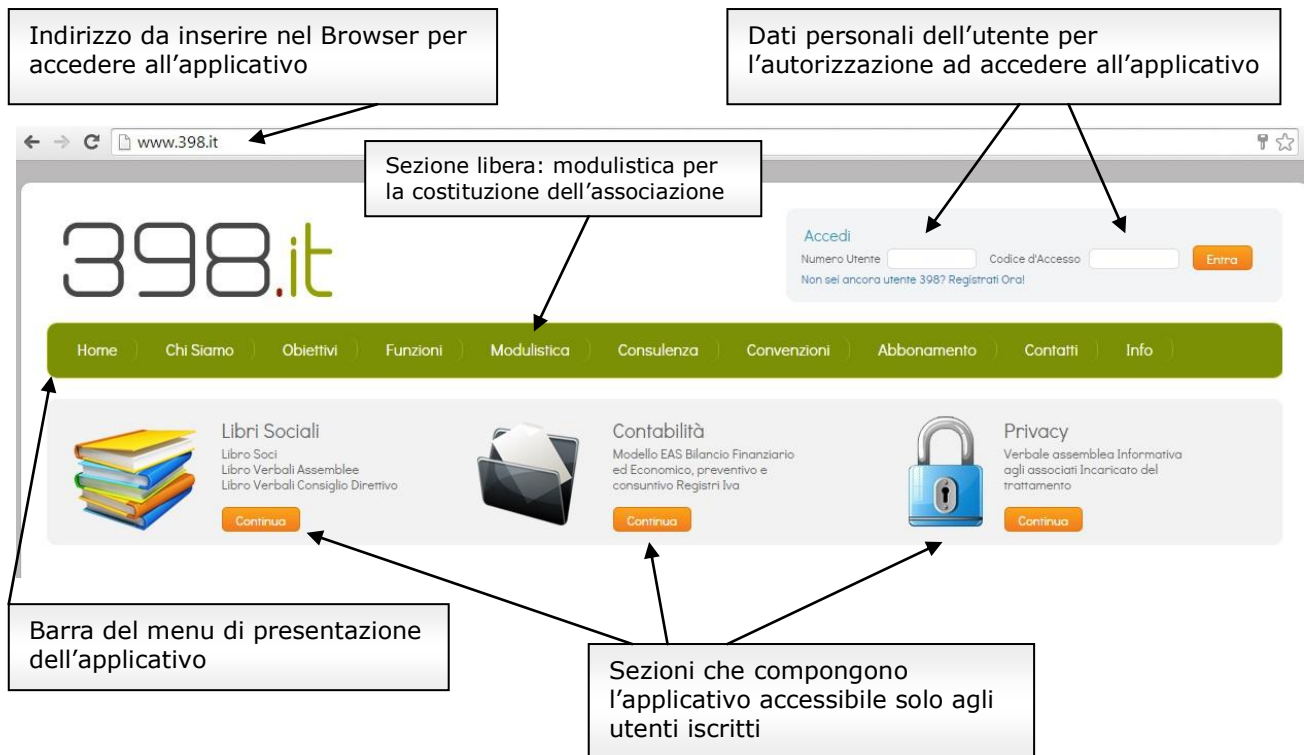 Indirizzo da inserire nel Browser per
accedere all’applicativo
Dati personali dell’utente per
l’autorizzazione ad accedere all’applicativo
www.398.it
Sezione libera: modulistica per
la costituzione dell’associazione
398.it
Accedi
Numero Utente
Codice d'Accesso
Entra
Non sei ancora utente 398? Registrati Ora!
Home
Chi Siamo
Obiettivi
Funzioni
Modulistica
Consulenza
Convenzioni
Abbonamento
Contatti
Info
Libri Sociali
Libro Soci
Libro Verbali Assemblee
Libro Verbali Consiglio Direttivo
Continua
Contabilità
Modello EAS Bilancio Finanziario
ed Economico, preventivo e
consuntivo Registri Iva
Continua
Privacy
Verbale assemblea Informativa
agli associati Incaricato del
trattamento
Continua
Barra del menu di presentazione
dell’applicativo
Sezioni che compongono
l’applicativo accessibile solo agli
utenti iscritti